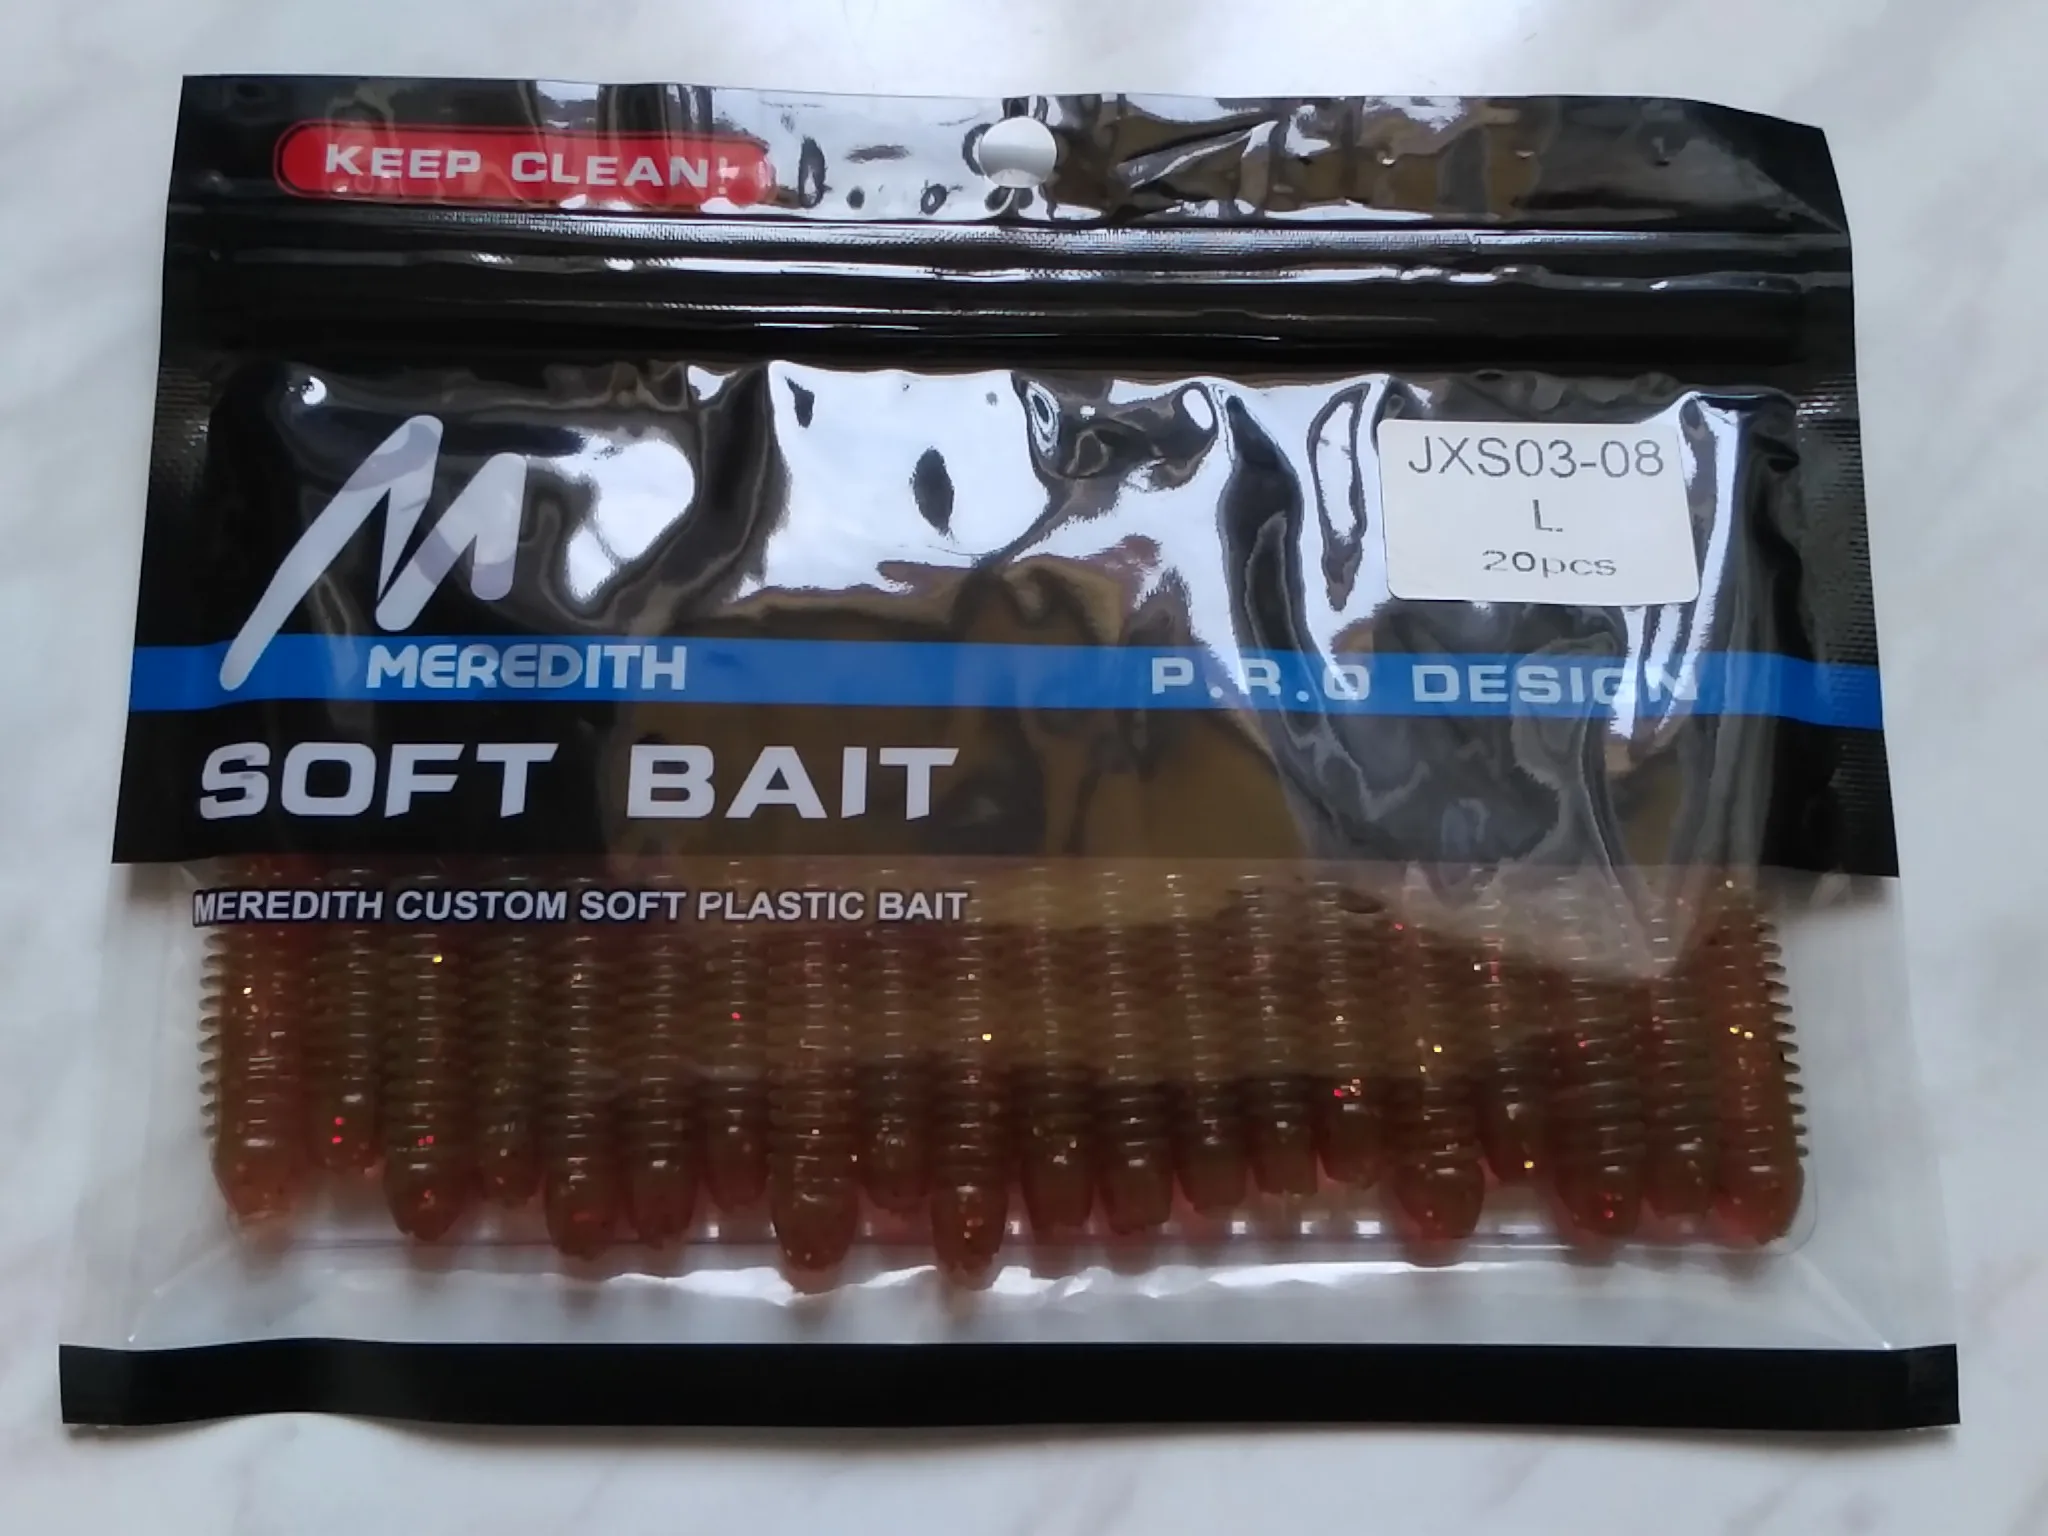 KEEP CLEAN!
JXS03-08
L
20pcs
MEREDITH
P.R.O DESIGN
SOFT BAIT
MEREDITH CUSTOM SOFT PLASTIC BAIT